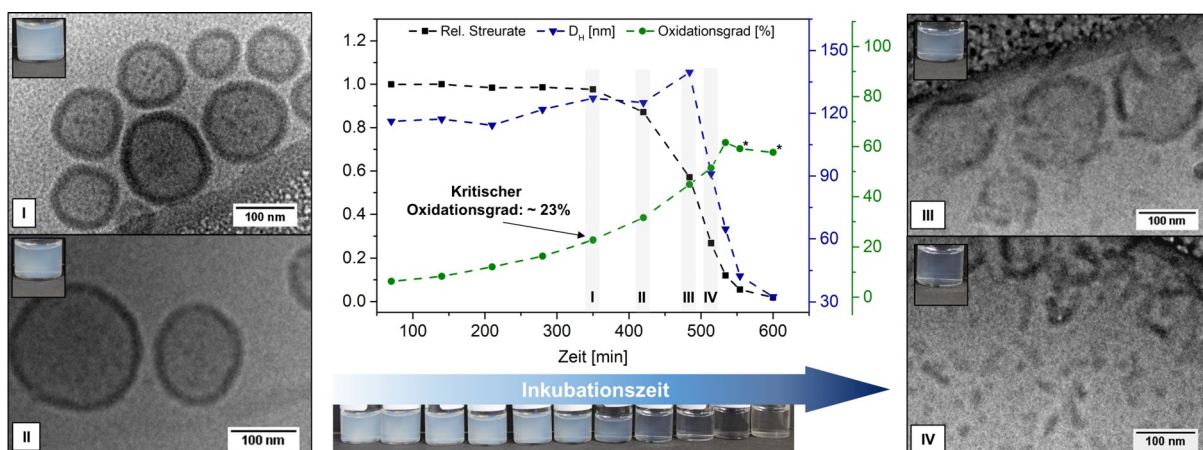 I
100 nm
II
100 nm
Rel. Streurate D_H [nm] Oxidationsgrad [%]
1.2
1.0
0.8
0.6
0.4
0.2
0.0
150
120
90
60
30
100
80
60
40
20
0
Kritischer
Oxidationsgrad: ~ 23%
* *
I II III IV
100 200 300 400 500 600
Zeit [min]
Inkubationszeit
III
100 nm
IV
100 nm